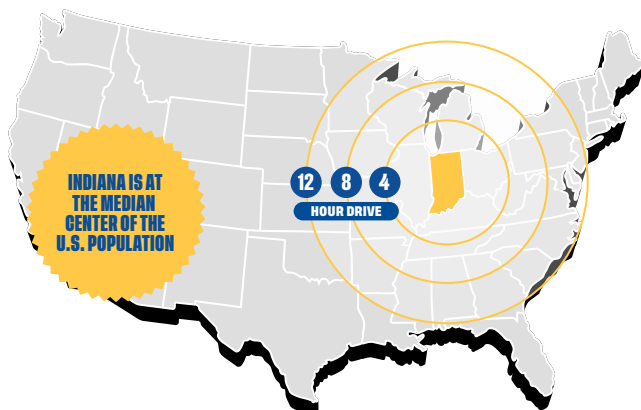 INDIANA IS AT
THE MEDIAN
CENTER OF THE
U.S. POPULATION
12 8 4
HOUR DRIVE